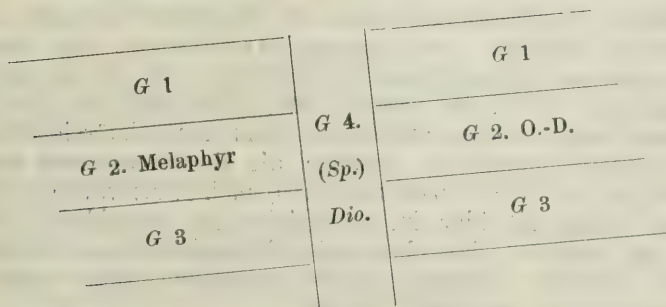 G 1
G 2. Melaphyr
G 3
G 4.
(Sp.)
Dio.
G 1
G 2. O.-D.
G 3